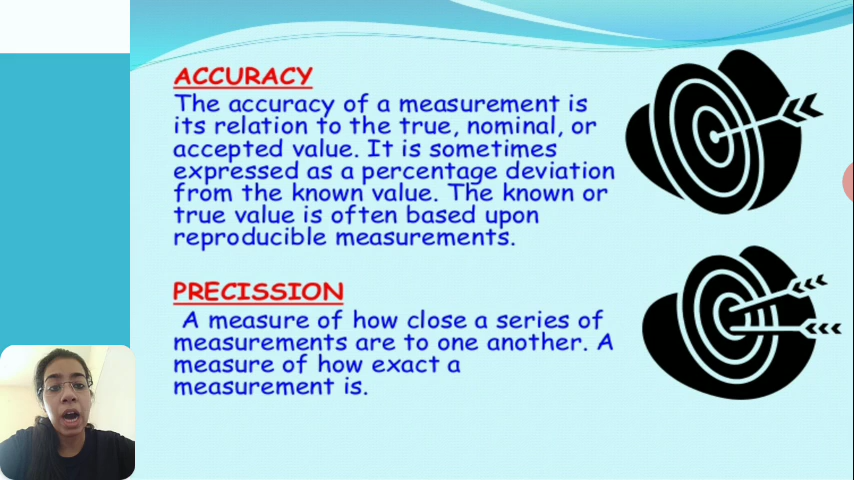 ACCURACY
The accuracy of a measurement is
its relation to the true, nominal, or
accepted value. It is sometimes
expressed as a percentage deviation
from the known value. The known or
true value is often based upon
reproducible measurements.
PRECISSION
A measure of how close a series of
measurements are to one another. A
measure of how exact a
measurement is.